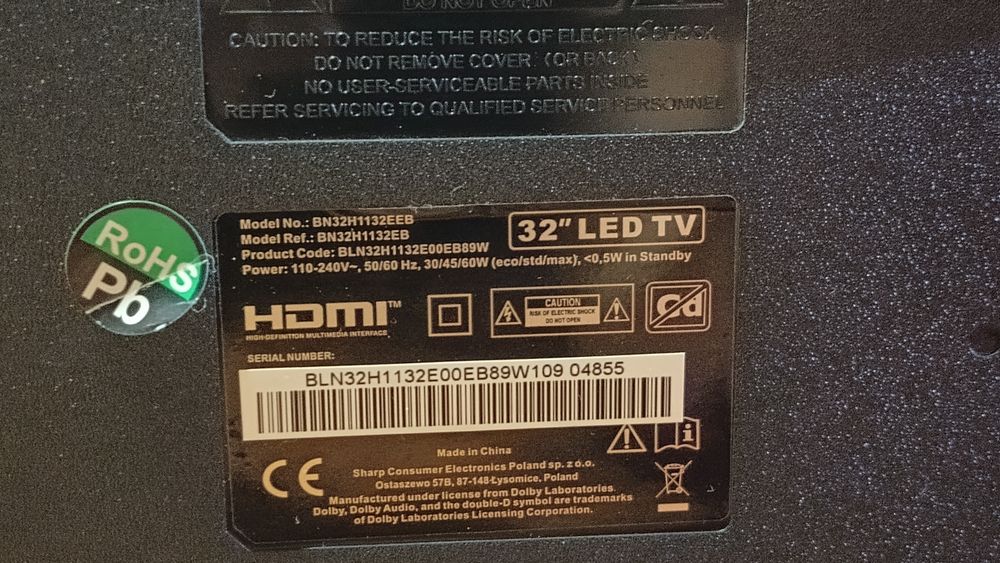 DO NOT OPEN
CAUTION: TO REDUCE THE RISK OF ELECTRIC SHOCK
DO NOT REMOVE COVER. (OR BACK)
NO USER-SERVICEABLE PARTS INSIDE
REFER SERVICING TO QUALIFIED SERVICE PERSONNEL
RoHS
Pb
Model No.: BN32H1132EEB
Model Ref.: BN32H1132EB
Product Code: BLN32H1132E00EB89W
32" LED TV
Power: 110-240V~, 50/60 Hz, 30/45/60W (eco/std/max), <0,5W in Standby
HDMI™
HIGH-DEFINITION MULTIMEDIA INTERFACE
CAUTION
RISK OF ELECTRIC SHOCK
DO NOT OPEN
Cd
SERIAL NUMBER:
BLN32H1132E00EB89W109 04855
Made in China
CE
Sharp Consumer Electronics Poland sp. z o.o.
Ostaszewo 57B, 87-148 Łysomice, Poland
Manufactured under license from Dolby Laboratories.
Dolby, Dolby Audio, and the double-D symbol are trademarks
of Dolby Laboratories Licensing Corporation.